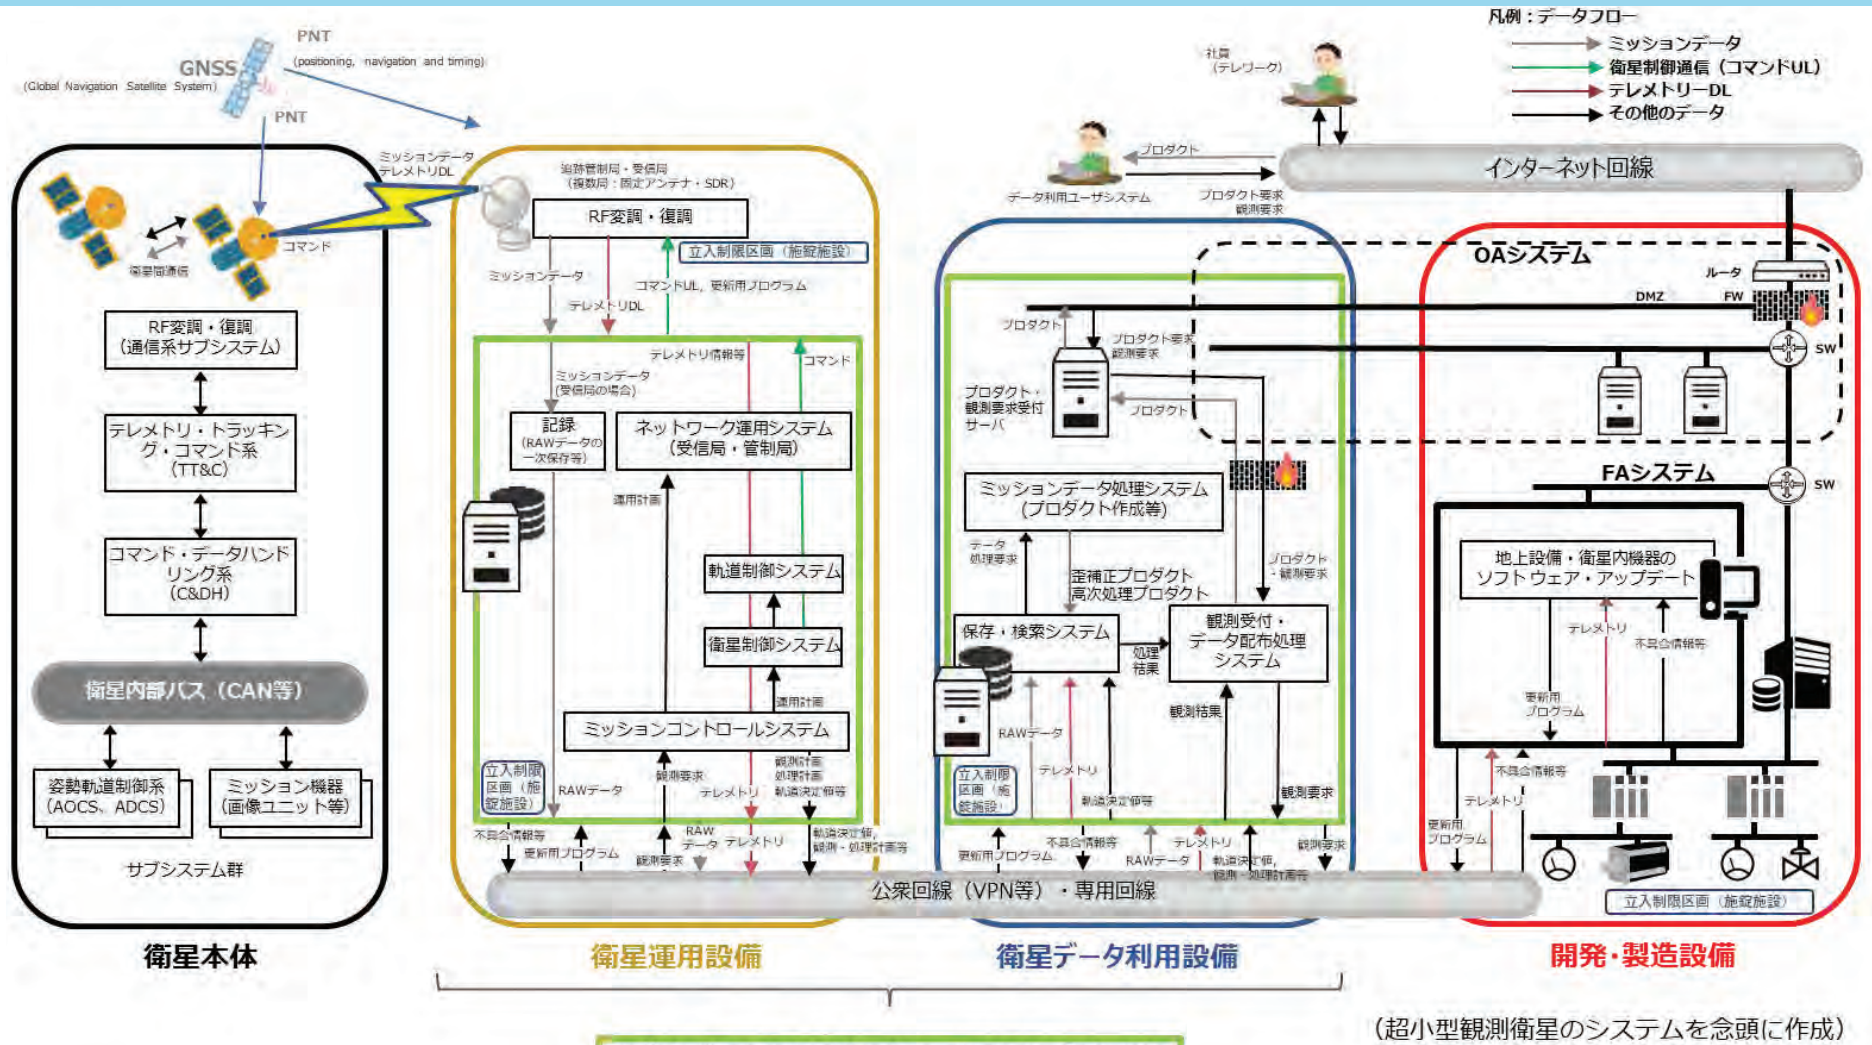 凡例：データフロー
ミッションデータ
衛星制御通信（コマンドUL）
テレメトリーDL
その他のデータ
PNT
(positioning, navigation and timing)
GNSS
(Global Navigation Satellite System)
PNT
社員
（テレワーク）
プロダクト
データ利用ユーザシステム
プロダクト要求
観測要求
インターネット回線
ミッションデータ
テレメトリDL
コマンド
衛星間通信
RF変調・復調
（通信系サブシステム）
テレメトリ・トラッキン
グ・コマンド系
（TT&C）
コマンド・データハンド
リング系
（C&DH）
衛星内部バス（CAN等）
姿勢軌道制御系
（AOCS、ADCS）
ミッション機器
（画像ユニット等）
サブシステム群
衛星本体
追跡管制局・受信局
（複数局：固定アンテナ・SDR）
RF変調・復調
立入制限区画（施錠施設）
ミッションデータ
コマンドUL，更新用プログラム
テレメトリDL
テレメトリ情報等
コマンド
ミッションデータ
(受信局の場合)
記録
（RAWデータの
一次保存等）
ネットワーク運用システム
（受信局・管制局）
運用計画
軌道制御システム
衛星制御システム
運用計画
ミッションコントロールシステム
立入制限
区画（施
錠施設）
RAWデータ
観測要求
テレメトリ
観測計画
処理計画
軌道決定値等
不具合情報等
更新用プログラム
観測要求
RAW
データ
テレメトリ
軌道決定値，
観測・処理計画等
衛星運用設備
プロダクト
プロダクト要求
観測要求
プロダクト・
観測要求受付
サーバ
プロダクト
ミッションデータ処理システム
(プロダクト作成等)
データ
処理要求
歪補正プロダクト
高次処理プロダクト
プロダクト
・観測要求
保存・検索システム
処理
結果
観測受付・
データ配布処理
システム
RAWデータ
テレメトリ
軌道決定値等
観測結果
観測要求
立入制限
区画（施
錠施設）
更新用プログラム
不具合情報等
RAWデータ
テレメトリ
軌道決定値，
観測・処理計画等
観測要求
公衆回線（VPN等）・専用回線
衛星データ利用設備
OAシステム
ルータ
DMZ
FW
SW
FAシステム
SW
地上設備・衛星内機器の
ソフトウェア・アップデート
テレメトリ
不具合情報等
更新用
プログラム
不具合情報等
テレメトリ
更新用
プログラム
立入制限区画（施錠施設）
開発・製造設備
（超小型観測衛星のシステムを念頭に作成）